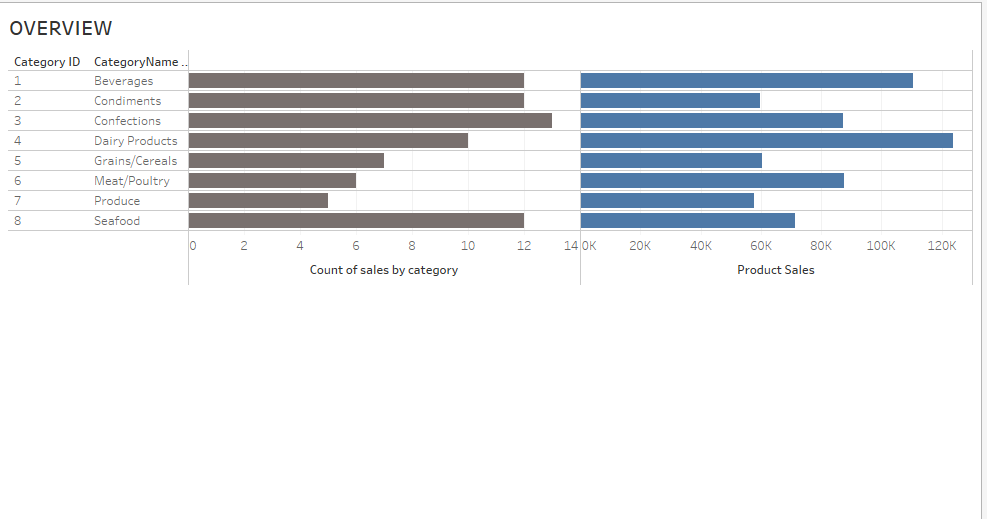 OVERVIEW
Category ID CategoryName ..
1 Beverages
2 Condiments
3 Confections
4 Dairy Products
5 Grains/Cereals
6 Meat/Poultry
7 Produce
8 Seafood
0 2 4 6 8 10 12 14 0K 20K 40K 60K 80K 100K 120K
Count of sales by category Product Sales